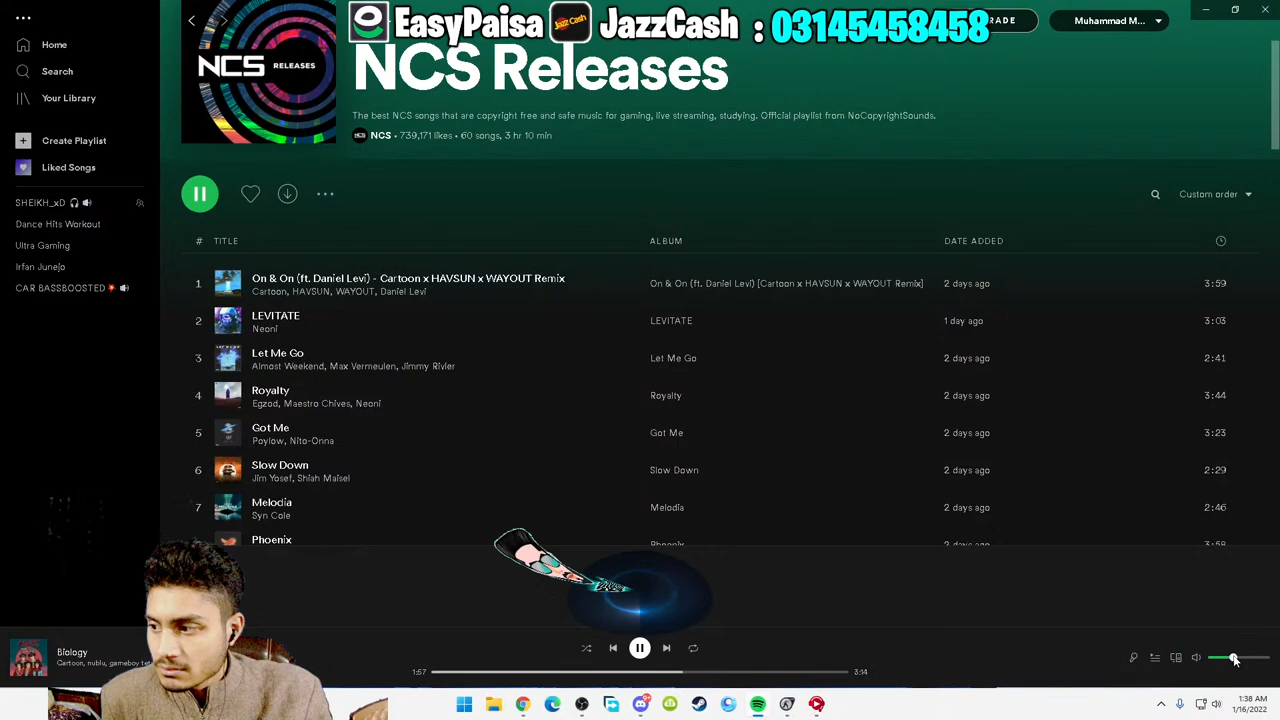 EasyPaisa JazzCash : 03145458458
Muhammad M...
NCS RELEASES
NCS Releases
Home
Search
Your Library
Create Playlist
Liked Songs
The best NCS songs that are copyright free and safe music for gaming, live streaming, studying. Official playlist from NoCopyrightSounds.
NCS • 739,171 likes • 60 songs, 3 hr 10 min
Custom order
SHEIKH_xD
Dance Hits Workout
Ultra Gaming
Irfan Junejo
CAR BASSBOOSTED
# TITLE ALBUM DATE ADDED
1 On & On (ft. Daniel Levi) - Cartoon x HAVSUN x WAYOUT Remix On & On (ft. Daniel Levi) [Cartoon x HAVSUN x WAYOUT Remix] 2 days ago 3:59
Cartoon, HAVSUN, WAYOUT, Daniel Levi
2 LEVITATE LEVITATE 1 day ago 3:03
Neoni
3 Let Me Go Let Me Go 2 days ago 2:41
Almost Weekend, Max Vermeulen, Jimmy Rivler
4 Royalty Royalty 2 days ago 3:44
Egzod, Maestro Chives, Neoni
5 Got Me Got Me 2 days ago 3:23
Poylow, Nito-Onna
6 Slow Down Slow Down 2 days ago 2:29
Jim Yosef, Shiah Maisel
7 Melodia Melodia 2 days ago 2:46
Syn Cole
Phoenix Phoenix 2 days ago 3:58
Biology
Cartoon, nublu, gameboy
1:57 3:14
1:38 AM
1/16/2022